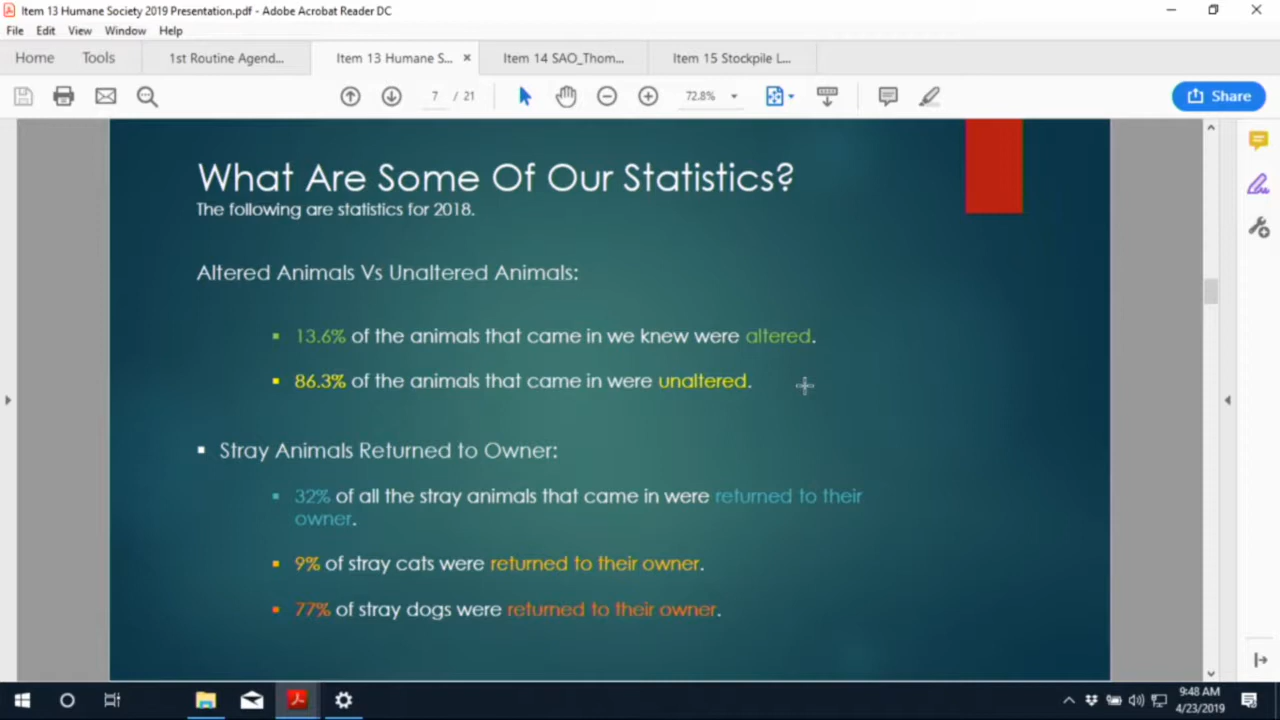 Item 13 Humane Society 2019 Presentation.pdf - Adobe Acrobat Reader DC
File Edit View Window Help
Home Tools 1st Routine Agend... Item 13 Humane S... Item 14 SAO_Thom... Item 15 Stockpile L...
7 / 21 72.8% Share
What Are Some Of Our Statistics?
The following are statistics for 2018.
Altered Animals Vs Unaltered Animals:
13.6% of the animals that came in we knew were altered.
86.3% of the animals that came in were unaltered.
Stray Animals Returned to Owner:
32% of all the stray animals that came in were returned to their
owner.
9% of stray cats were returned to their owner.
77% of stray dogs were returned to their owner.
9:48 AM
4/23/2019